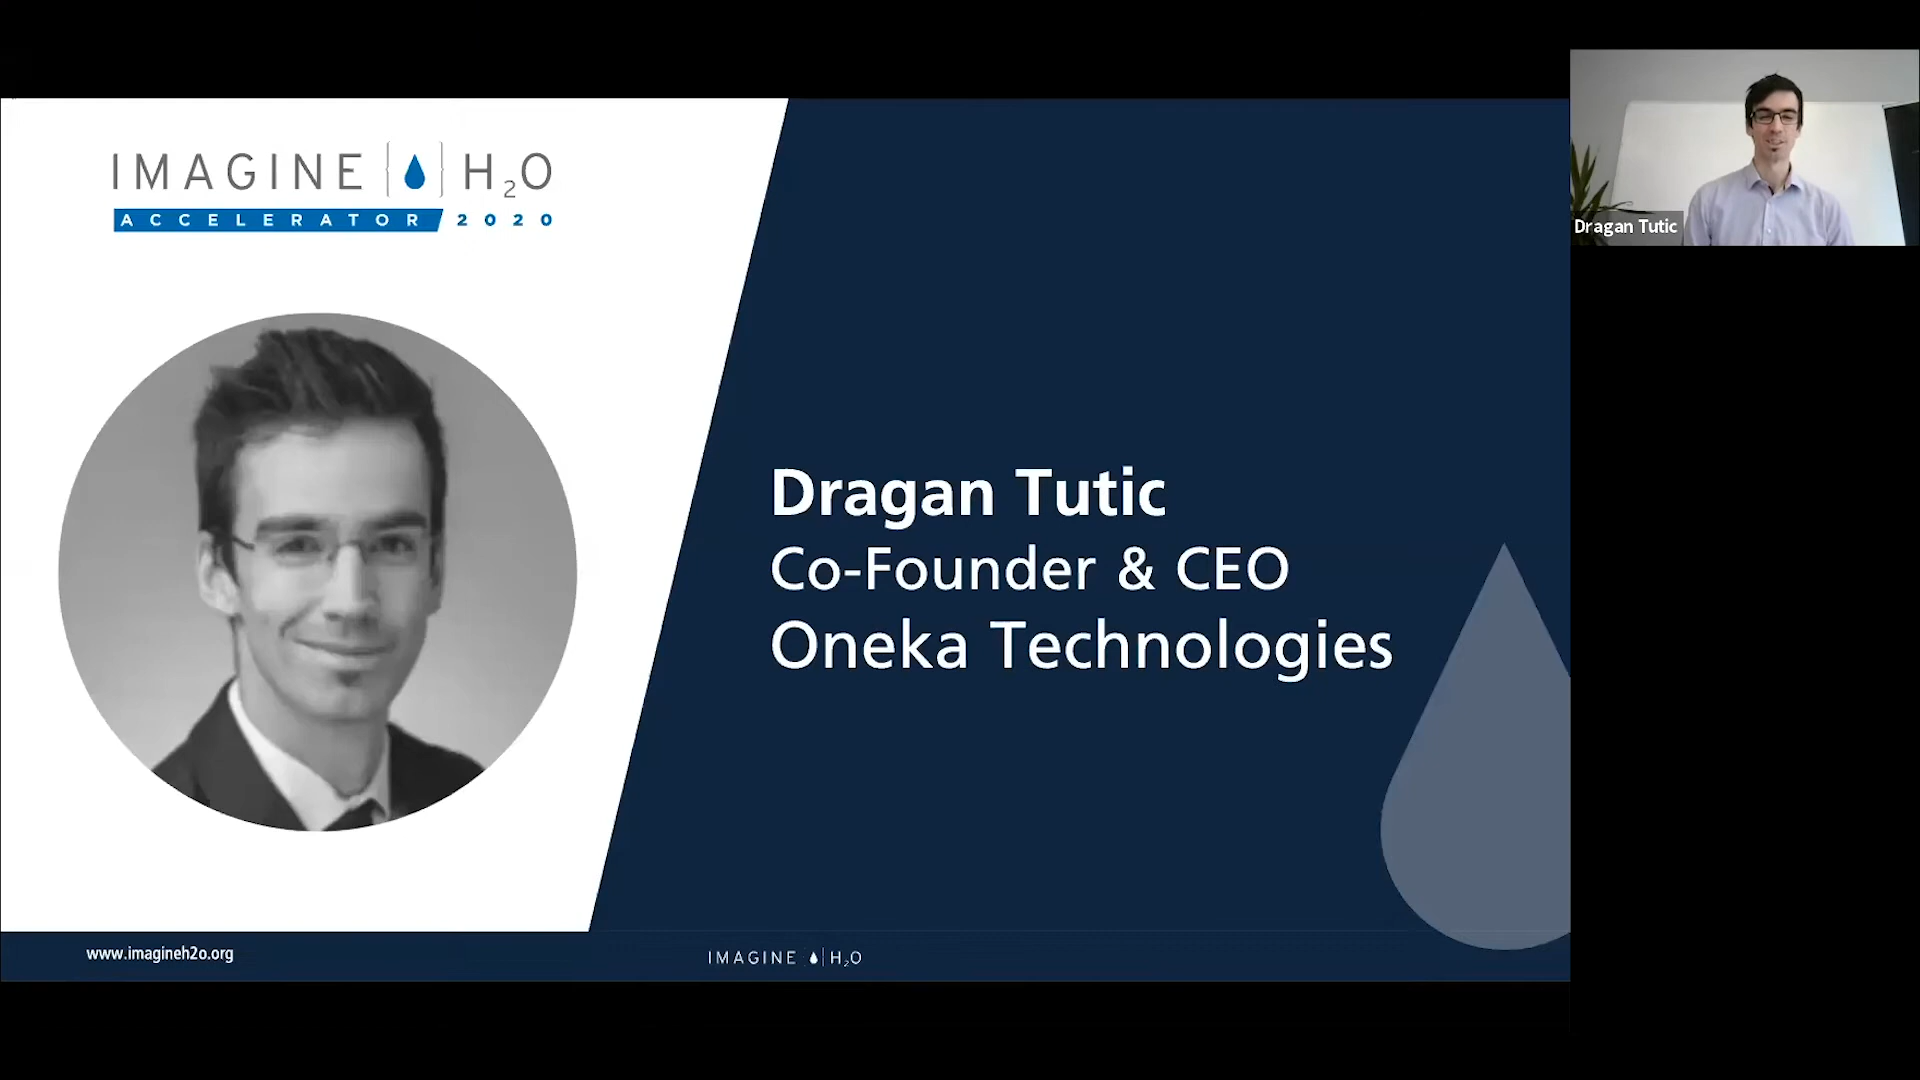 IMAGINE H₂O
ACCELERATOR 2020
Dragan Tutic
Dragan Tutic
Co-Founder & CEO
Oneka Technologies
www.imagineh2o.org
IMAGINE H₂O